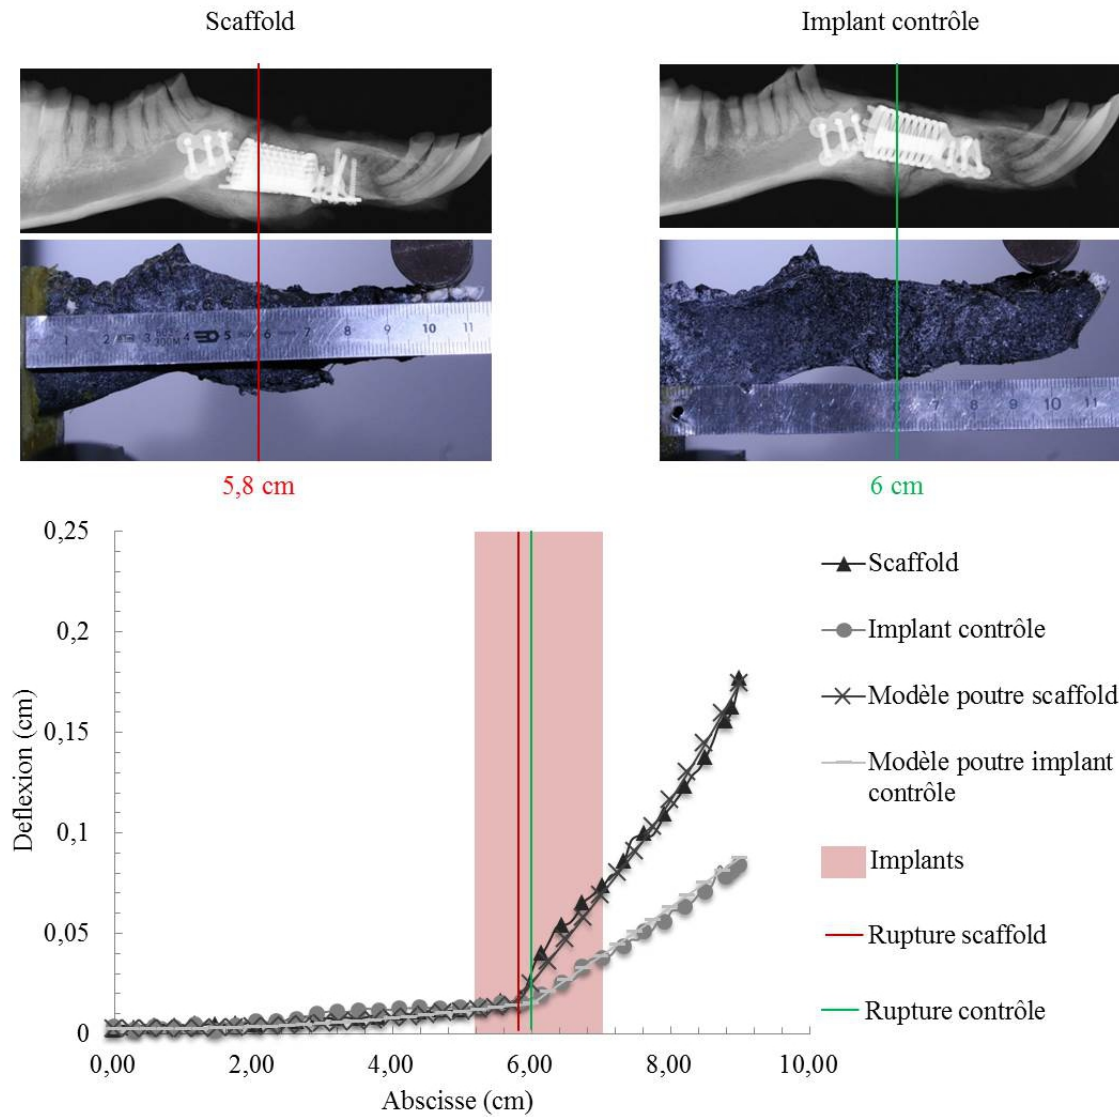 Scaffold
Implant contrôle
1 2 3 4 5 6 7 8 9 10 11
300M
6 7 8 9 10 11
5,8 cm
6 cm
0,25
0,2
0,15
0,1
0,05
0
Deflexion (cm)
0,00 2,00 4,00 6,00 8,00 10,00
Abscisse (cm)
Scaffold
Implant contrôle
Modèle poutre scaffold
Modèle poutre implant
contrôle
Implants
Rupture scaffold
Rupture contrôle